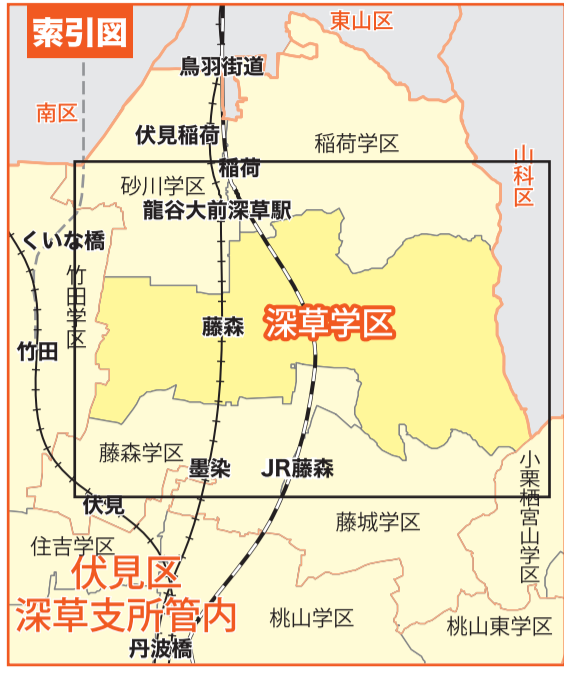 索引図
東山区
鳥羽街道
南区
伏見稲荷
稲荷学区
山科区
稲荷
砂川学区
龍谷大前深草駅
くいな橋
竹田学区
藤森
深草学区
竹田
藤森学区
墨染
JR藤森
小栗栖宮山学区
伏見
藤城学区
住吉学区
伏見区
深草支所管内
桃山学区
桃山東学区
丹波橋